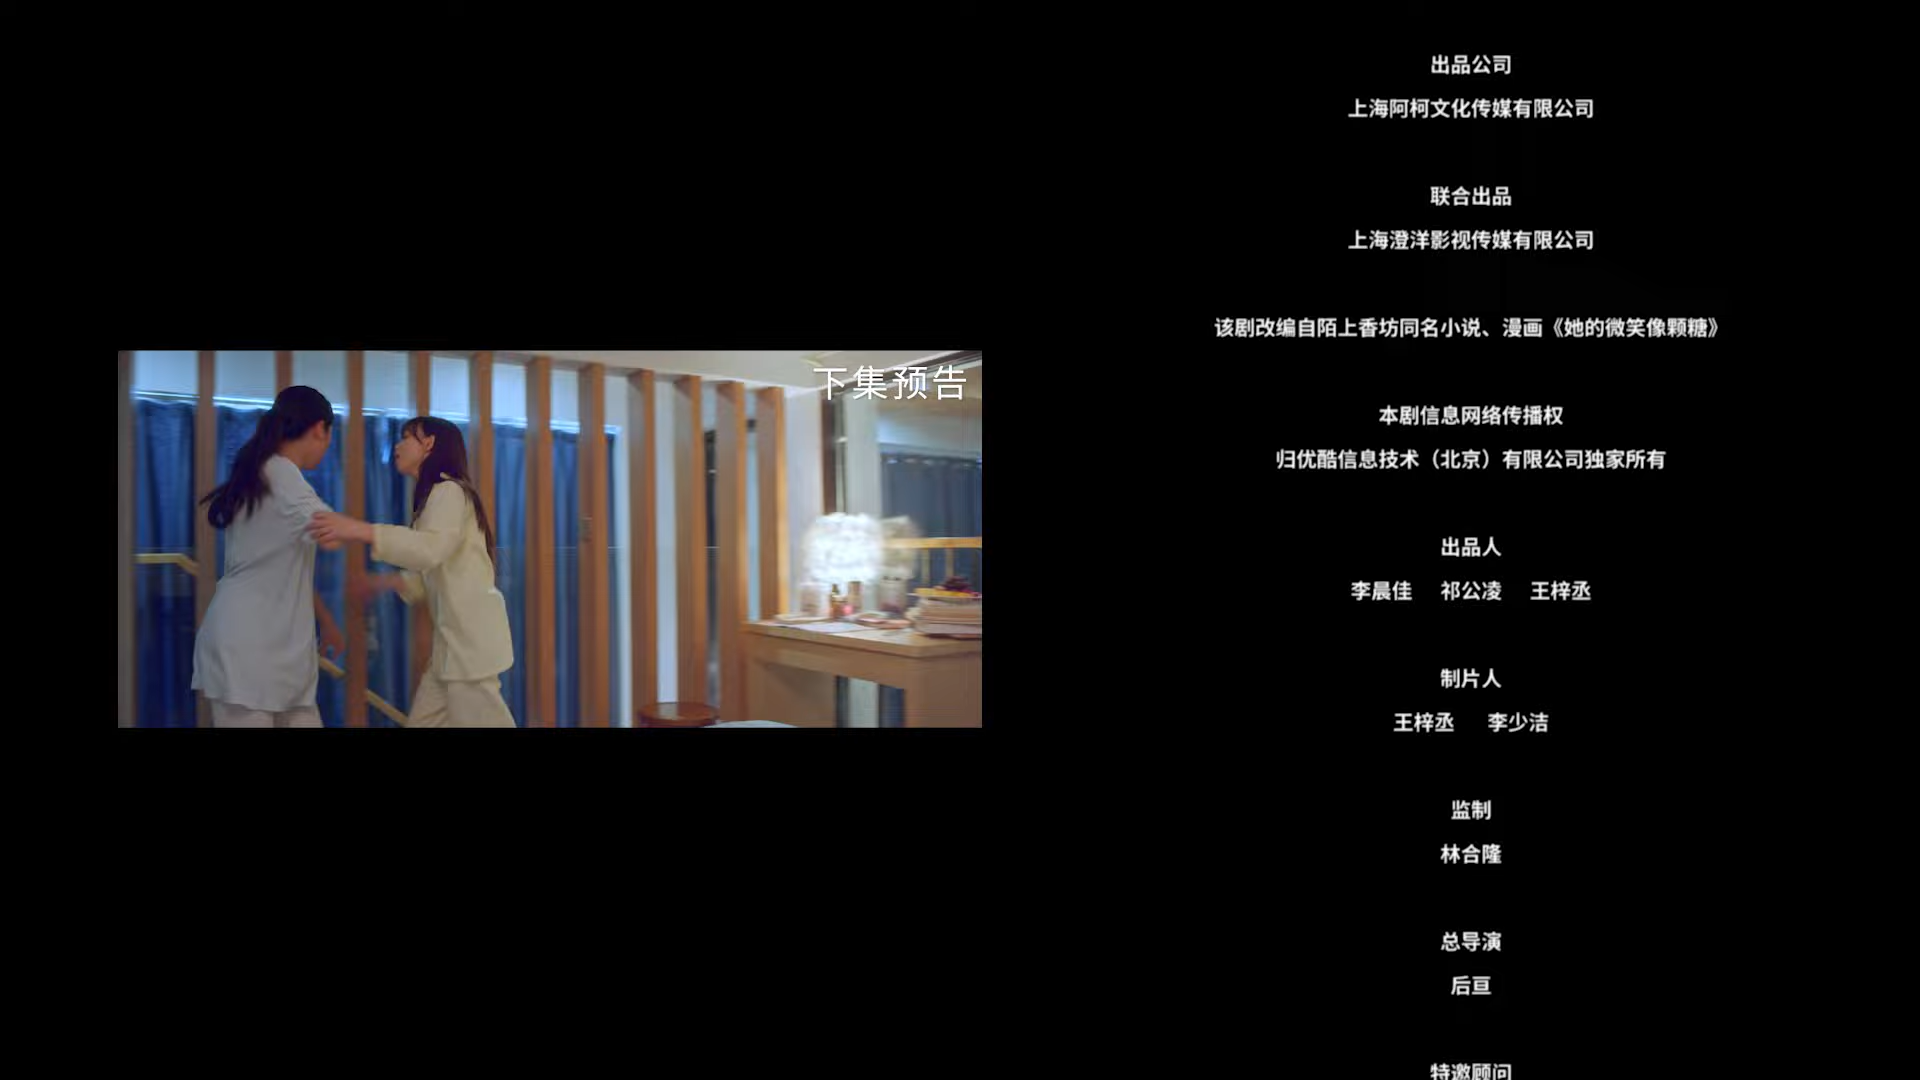 下集预告
出品公司
上海阿柯文化传媒有限公司
联合出品
上海澄洋影视传媒有限公司
该剧改编自陌上香坊同名小说、漫画《她的微笑像颗糖》
本剧信息网络传播权
归优酷信息技术（北京）有限公司独家所有
出品人
李晨佳 祁公凌 王梓丞
制片人
王梓丞 李少洁
监制
林合隆
总导演
后亘
特邀顾问